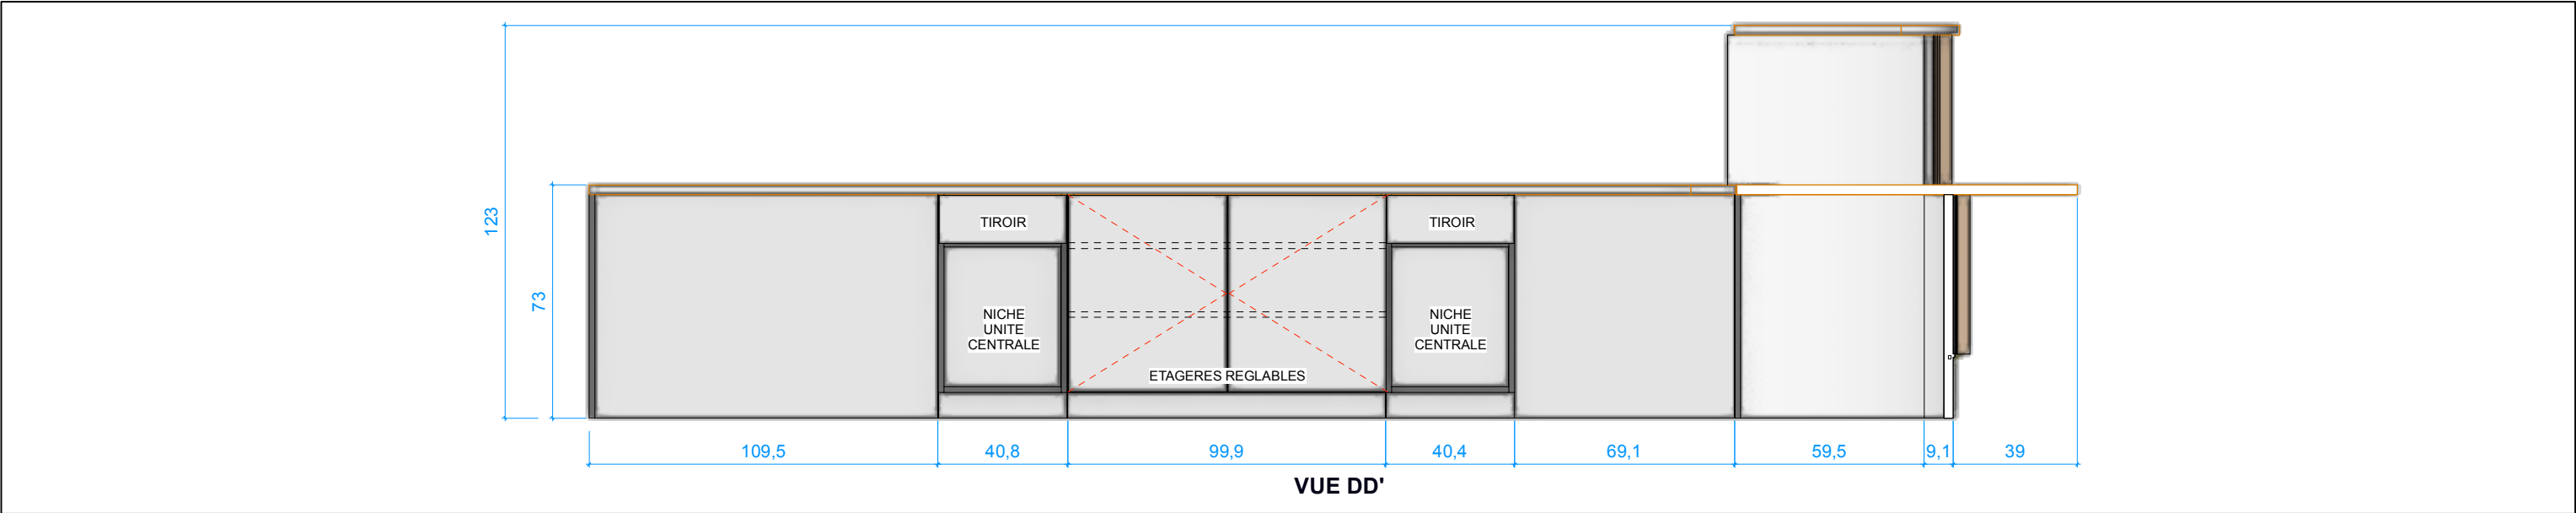 123
73
TIROIR
TIROIR
NICHE
UNITE
CENTRALE
NICHE
UNITE
CENTRALE
ETAGERES REGLABLES
109,5
40,8
99,9
40,4
69,1
59,5
9,1
39
VUE DD'